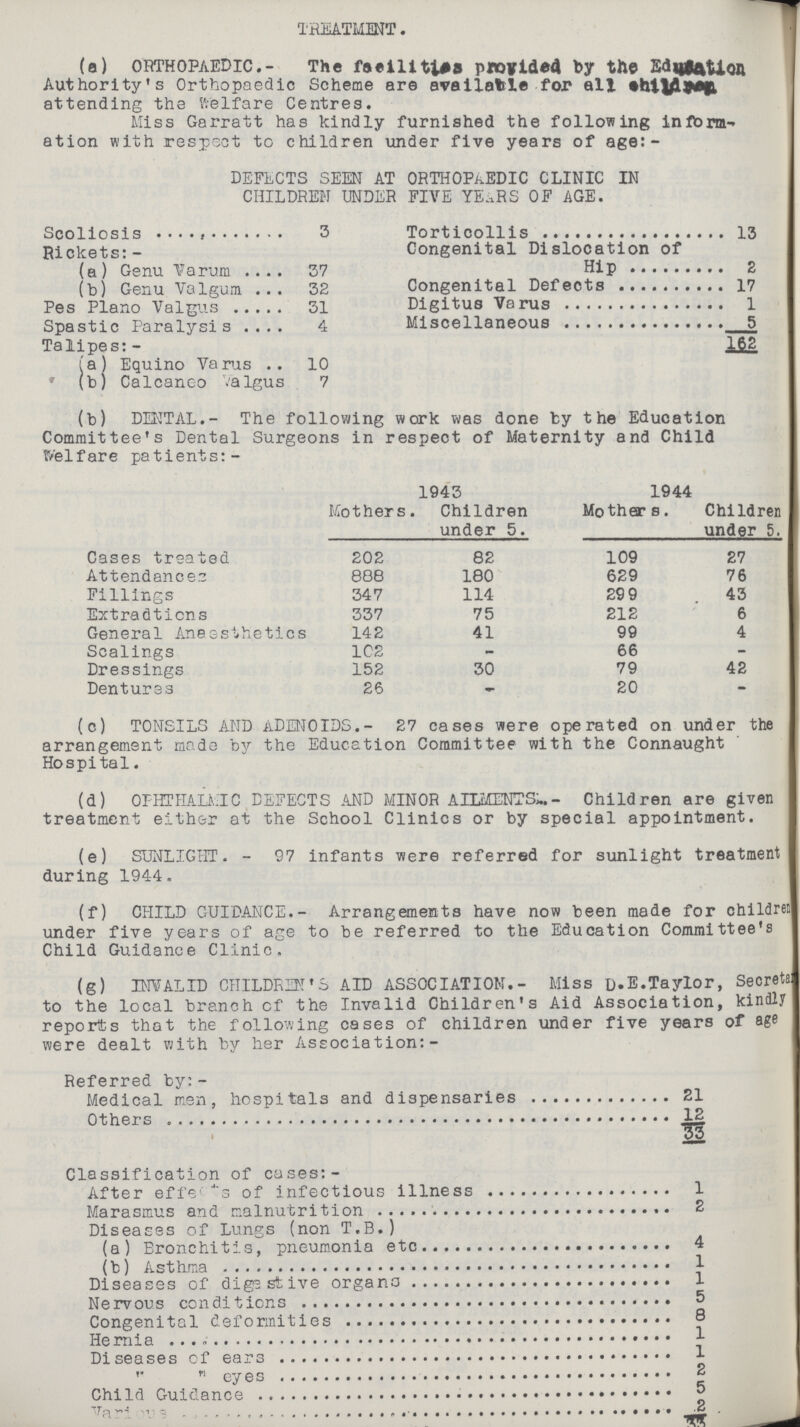 TREATMENT.
(a) ORTHOPAEDIC.- The facilities provided by the Education
Authority's Orthopaedic Scheme are available for all children
attending the Welfare Centres.
Miss Garratt has kindly furnished the following inform-
ation with respect to children under five years of age:-
DEFECTS SEEN AT ORTHOPAEDIC CLINIC IN
CHILDREN UNDER FIVE YEARS OF AGE.
Scoliosis ............ 3
Rickets:-
(a) Genu Varum .... 37
(b) Genu Valgum ... 32
Pes Plano Valgus ..... 31
Spastic Paralysis .... 4
Talipes:-
(a) Equino Varus .. 10
(b) Calcaneo Valgus 7
Torticollis ................. 13
Congenital Dislocation of
Hip ......... 2
Congenital Defects .......... 17
Digitus Varus ............... 1
Miscellaneous ............... 5
162
(b) DENTAL.- The following work was done by the Education
Committee's Dental Surgeons in respect of Maternity and Child
Welfare patients:-
1943 1944
Mothers. Children Mothers. Children
under 5. under 5.
Cases treated 202 82 109 27
Attendances 888 180 629 76
Fillings 347 114 299 43
Extradtions 337 75 212 6
General Anaesthetics 142 41 99 4
Scalings 102 - 66 -
Dressings 152 30 79 42
Dentures 26 - 20 -
(c) TONSILS AND ADENOIDS.- 27 cases were operated on under the
arrangement made by the Education Committee with the Connaught
Hospital.
(d) OPHTHALMIC DEFECTS AND MINOR AILMENTS..- Children are given
treatment either at the School Clinics or by special appointment.
(e) SUNLIGHT. - 97 infants were referred for sunlight treatment
during 1944.
(f) CHILD GUIDANCE.- Arrangements have now been made for children
under five years of age to be referred to the Education Committee's
Child Guidance Clinic.
(g) INVALID CHILDREN'S AID ASSOCIATION.- Miss D.E.Taylor, Secretar
to the local branch of the Invalid Children's Aid Association, kindly
reports that the following cases of children under five years of age
were dealt with by her Association:-
Referred by:-
Medical men, hospitals and dispensaries ............. 21
Others .............................................. 12
33
Classification of cases:-
After effects of infectious illness ................. 1
Marasmus and malnutrition ........................... 2
Diseases of Lungs (non T.B.)
(a) Bronchitis, pneumonia etc........................ 4
(b) Asthma .......................................... 1
Diseases of digestive organs ........................ 1
Nervous conditions .................................. 5
Congenital deformities .............................. 8
Hernia .............................................. 1
Diseases of ears .................................... 1
" " eyes .................................... 2
Child Guidance ...................................... 5
Various ............................................. 2
33